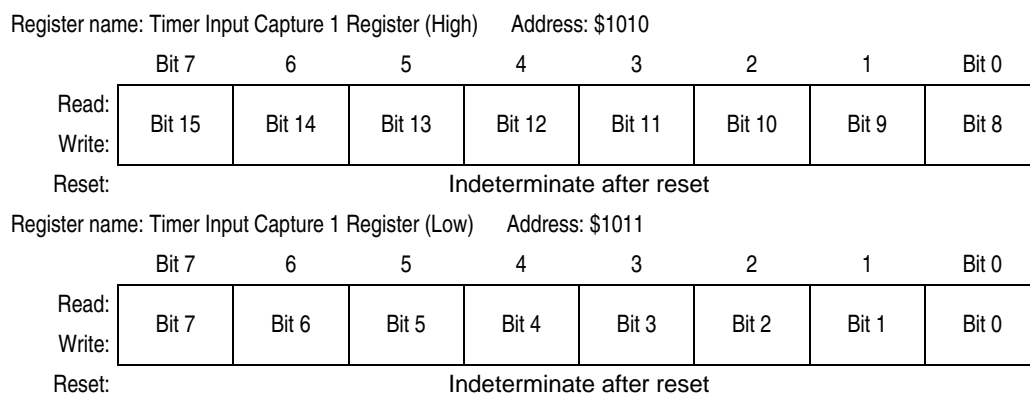 Register name: Timer Input Capture 1 Register (High) Address: $1010
Bit 7 6 5 4 3 2 1 Bit 0
Read:
Bit 15 Bit 14 Bit 13 Bit 12 Bit 11 Bit 10 Bit 9 Bit 8
Write:
Reset: Indeterminate after reset
Register name: Timer Input Capture 1 Register (Low) Address: $1011
Bit 7 6 5 4 3 2 1 Bit 0
Read:
Bit 7 Bit 6 Bit 5 Bit 4 Bit 3 Bit 2 Bit 1 Bit 0
Write:
Reset: Indeterminate after reset